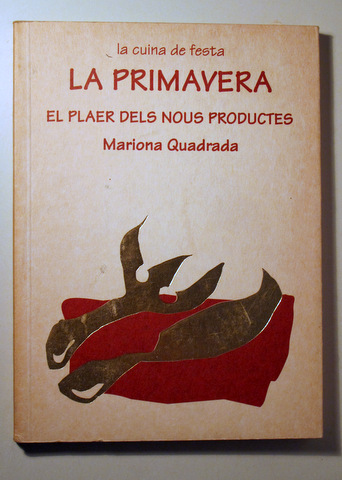 la cuina de festa
LA PRIMAVERA
EL PLAER DELS NOUS PRODUCTES
Mariona Quadrada